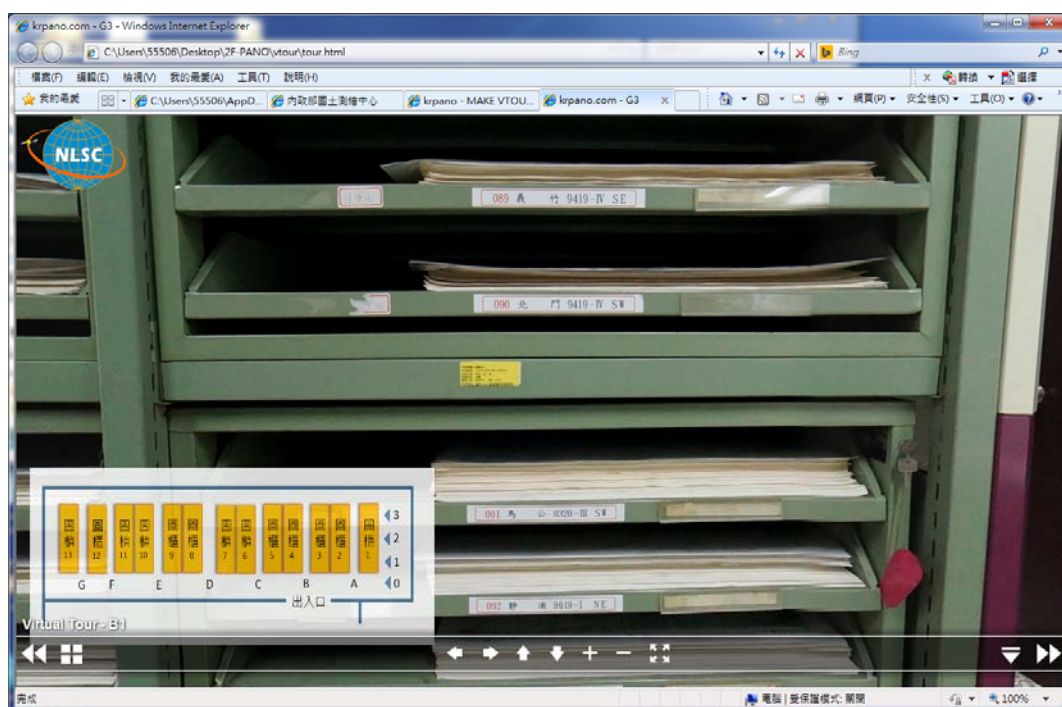 krpano.com - G3 - Windows Internet Explorer
C:\Users\55506\Desktop\2F-PANO\vtour\tour.html
Bing
檔案(F) 編輯(E) 檢視(V) 我的最愛(A) 工具(T) 說明(H)
x 轉換 選擇
我的最愛 C:\Users\55506\AppD... 內政部國土測繪中心 krpano - MAKE VTOU... krpano.com - G3 x 網頁(P) 安全性(S) 工具(O)
NLSC
089 義 竹 9419-IV SE
090 北 門 9419-IV SW
091 馬 公 9320-III SW
092 靜 浦 9619-I NE
圖櫃 13 圖櫃 12 圖櫃 11 圖櫃 10 圖櫃 9 圖櫃 8 圖櫃 7 圖櫃 6 圖櫃 5 圖櫃 4 圖櫃 3 圖櫃 2 圖櫃 1
3
2
1
G F E D C B A 0
出入口
Virtual Tour - B1
完成 電腦 | 受保護模式: 關閉 100%